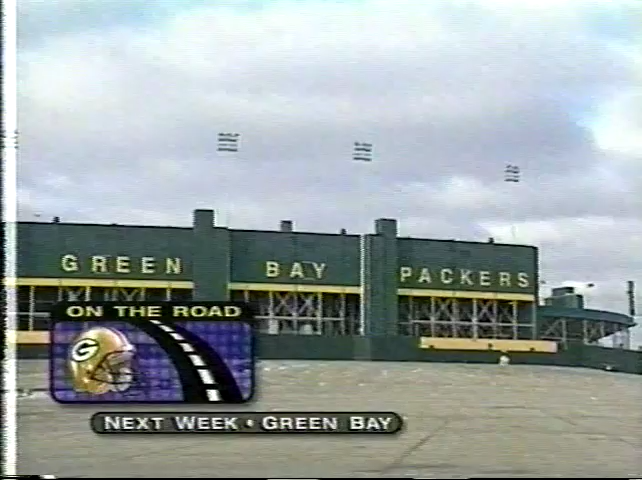 GREEN BAY PACKERS
ON THE ROAD
G
NEXT WEEK • GREEN BAY